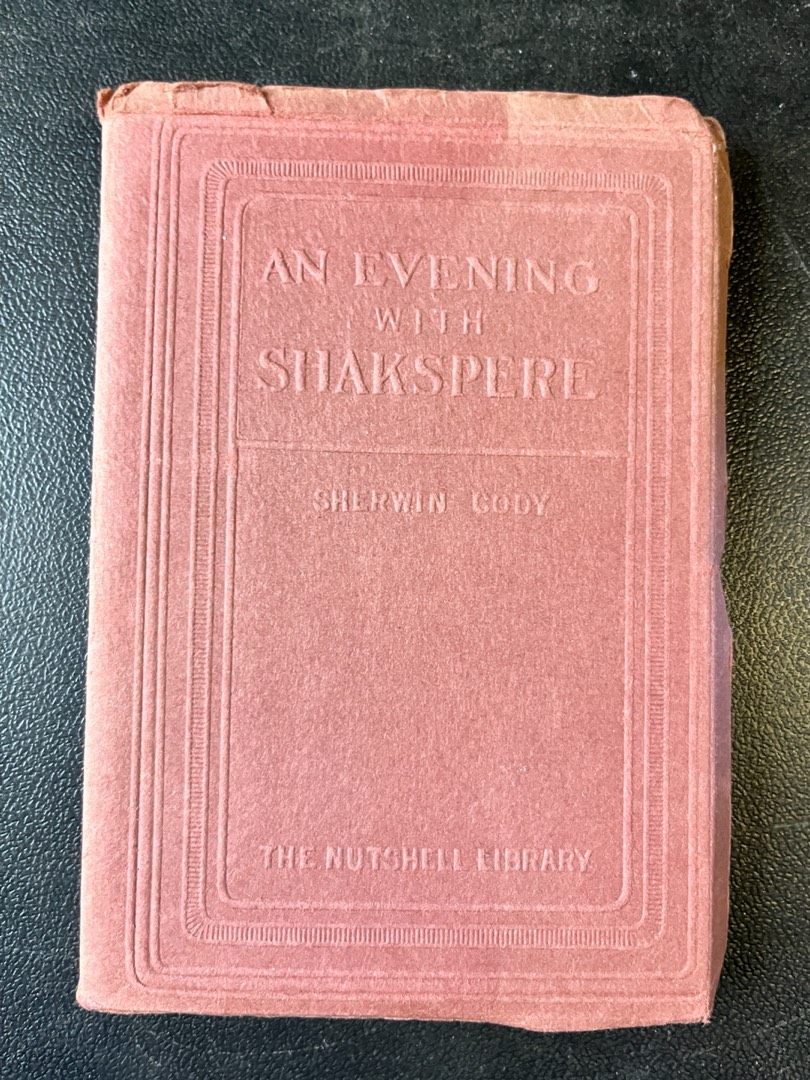 AN EVENING
WITH
SHAKSPERE
SHERWIN CODY
THE NUTSHELL LIBRARY